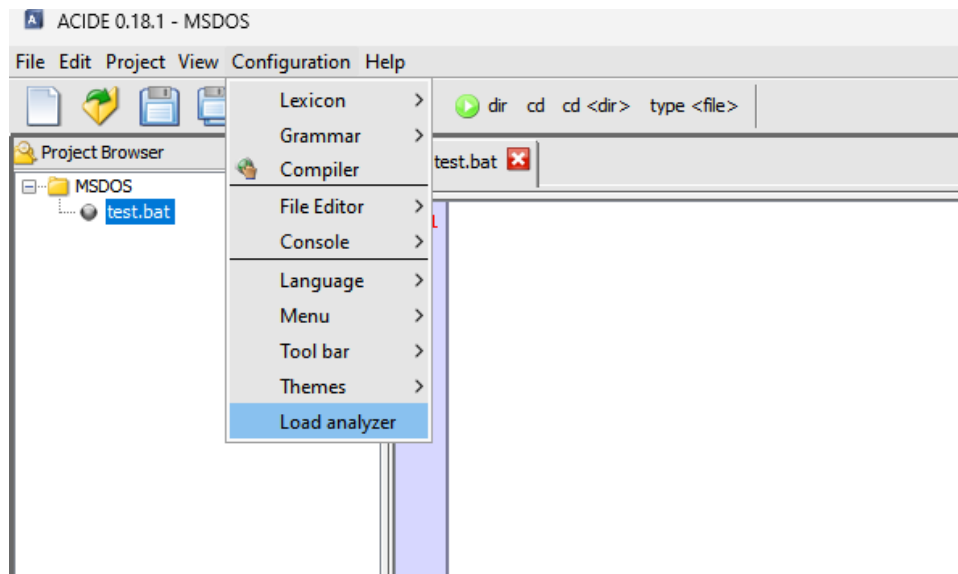 ACIDE 0.18.1 - MSDOS
File Edit Project View Configuration Help
dir cd cd <dir> type <file>
Project Browser
MSDOS
test.bat
Lexicon
Grammar
Compiler
File Editor
Console
Language
Menu
Tool bar
Themes
Load analyzer
test.bat
1